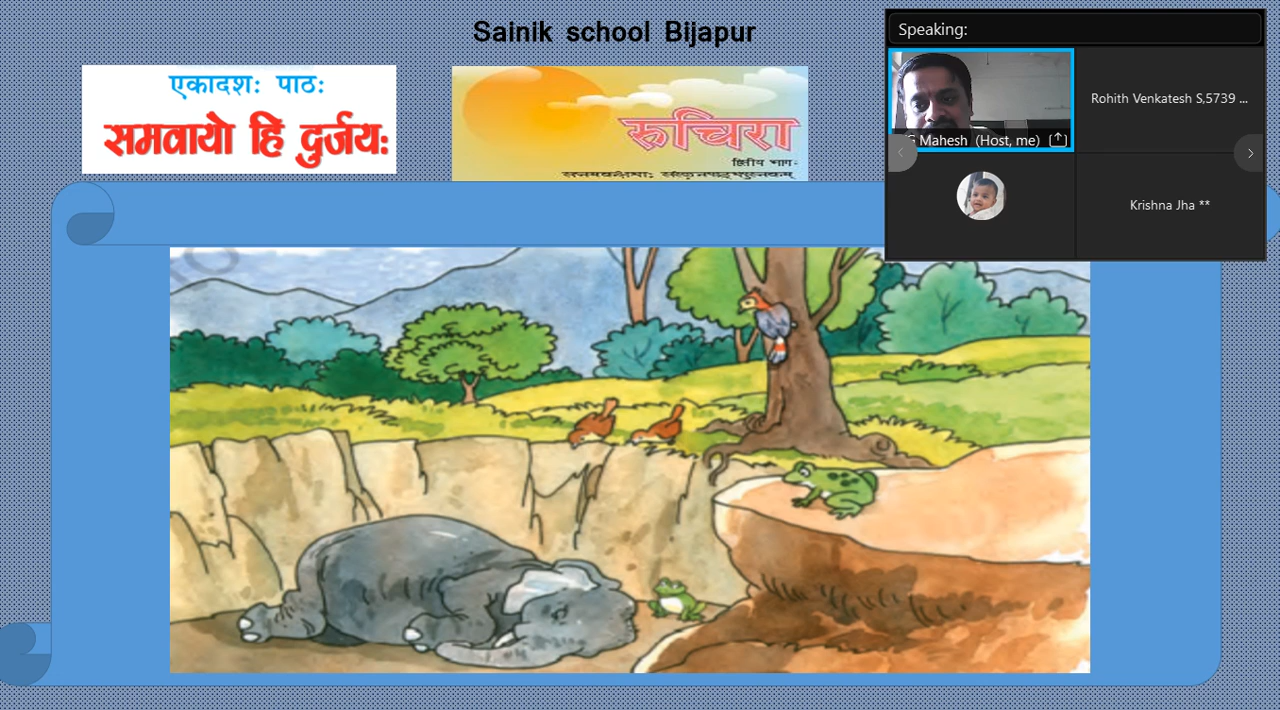 Sainik school Bijapur
एकादशः पाठः
समवायो हि दुर्जयः
रुचिरा
द्वितीय भागः
Speaking:
G Mahesh (Host, me)
Rohith Venkatesh S,5739 ...
Krishna Jha **